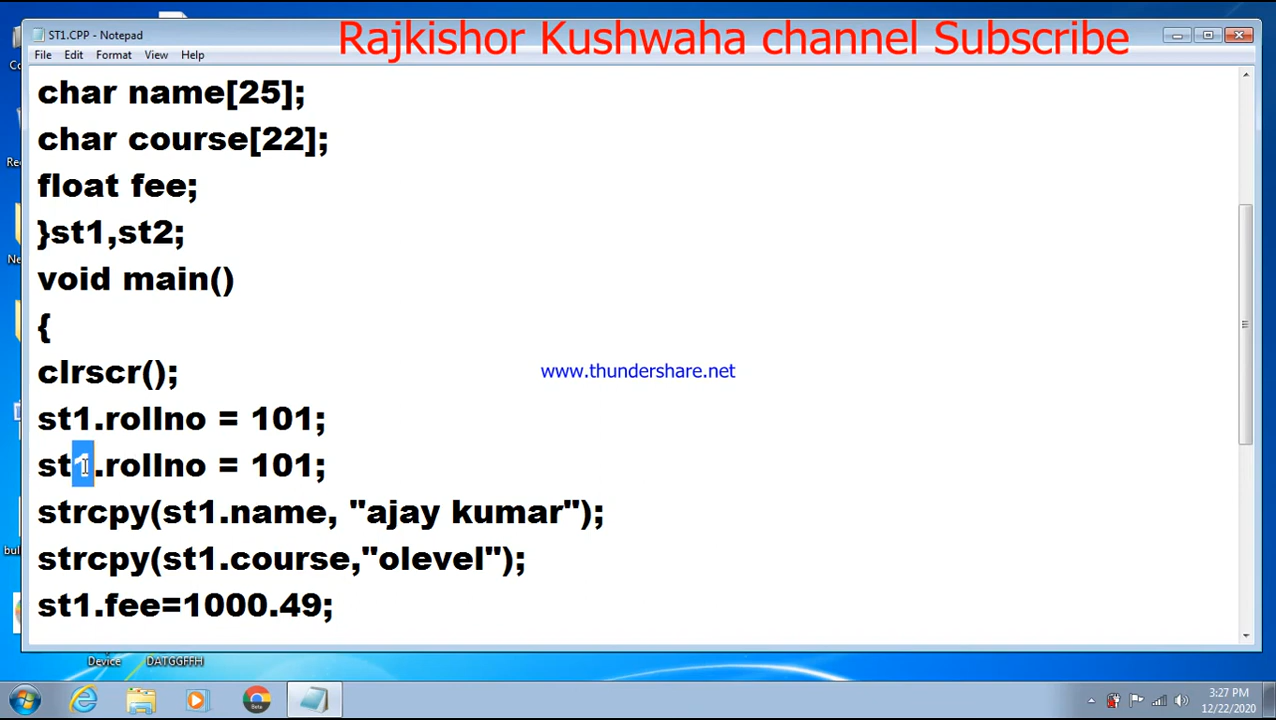 ST1.CPP - Notepad
Rajkishor Kushwaha channel Subscribe
File Edit Format View Help
char name[25];
char course[22];
float fee;
}st1,st2;
void main()
{
clrscr();
www.thundershare.net
st1.rollno = 101;
st1.rollno = 101;
strcpy(st1.name, "ajay kumar");
strcpy(st1.course,"olevel");
st1.fee=1000.49;
Device DATGGFFH
3:27 PM
12/22/2020